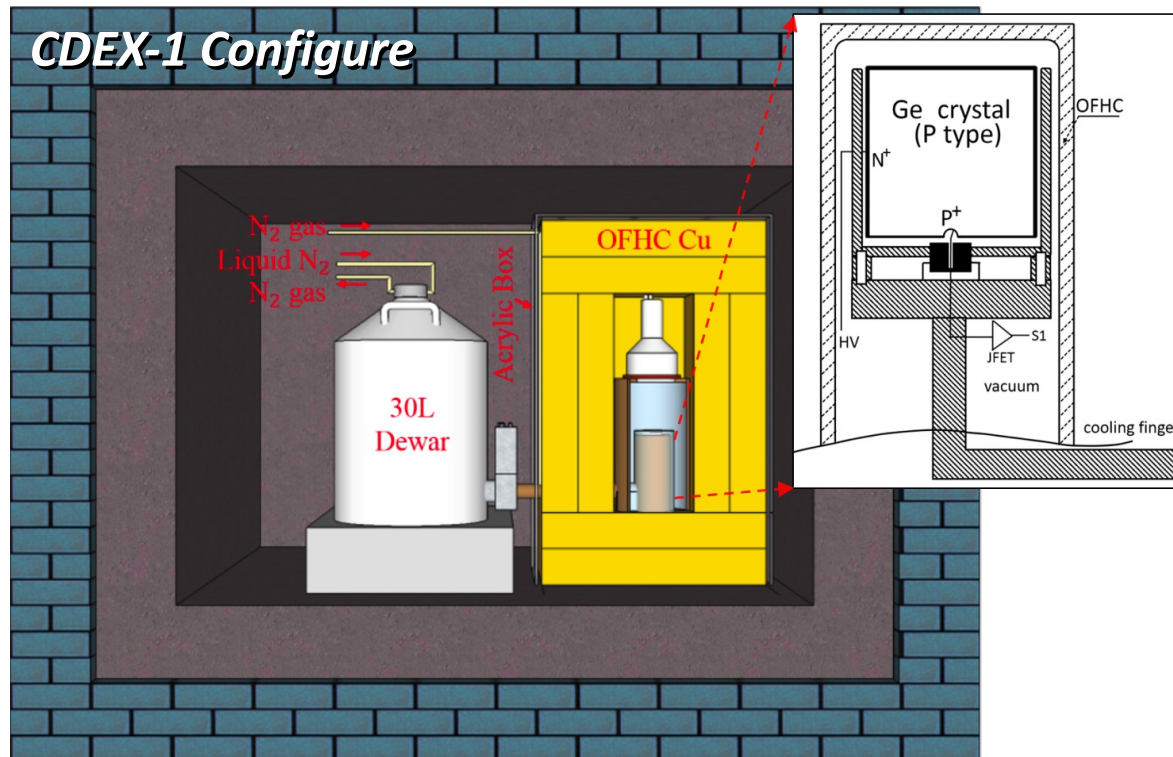 CDEX-1 Configure
N₂ gas
Liquid N₂
N₂ gas
30L
Dewar
Acrylic Box
OFHC Cu
Ge crystal
(P type)
OFHC
N⁺
P⁺
HV
S1
JFET
vacuum
cooling finge